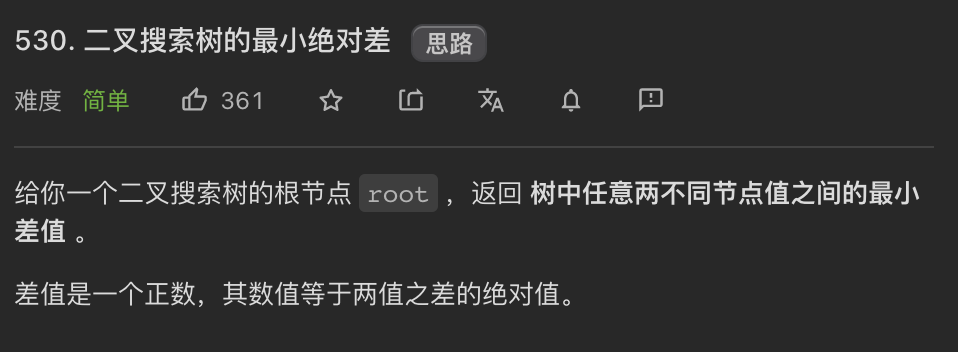 530. 二叉搜索树的最小绝对差 思路
难度 简单 361
给你一个二叉搜索树的根节点 root ，返回 树中任意两不同节点值之间的最小
差值 。
差值是一个正数，其数值等于两值之差的绝对值。